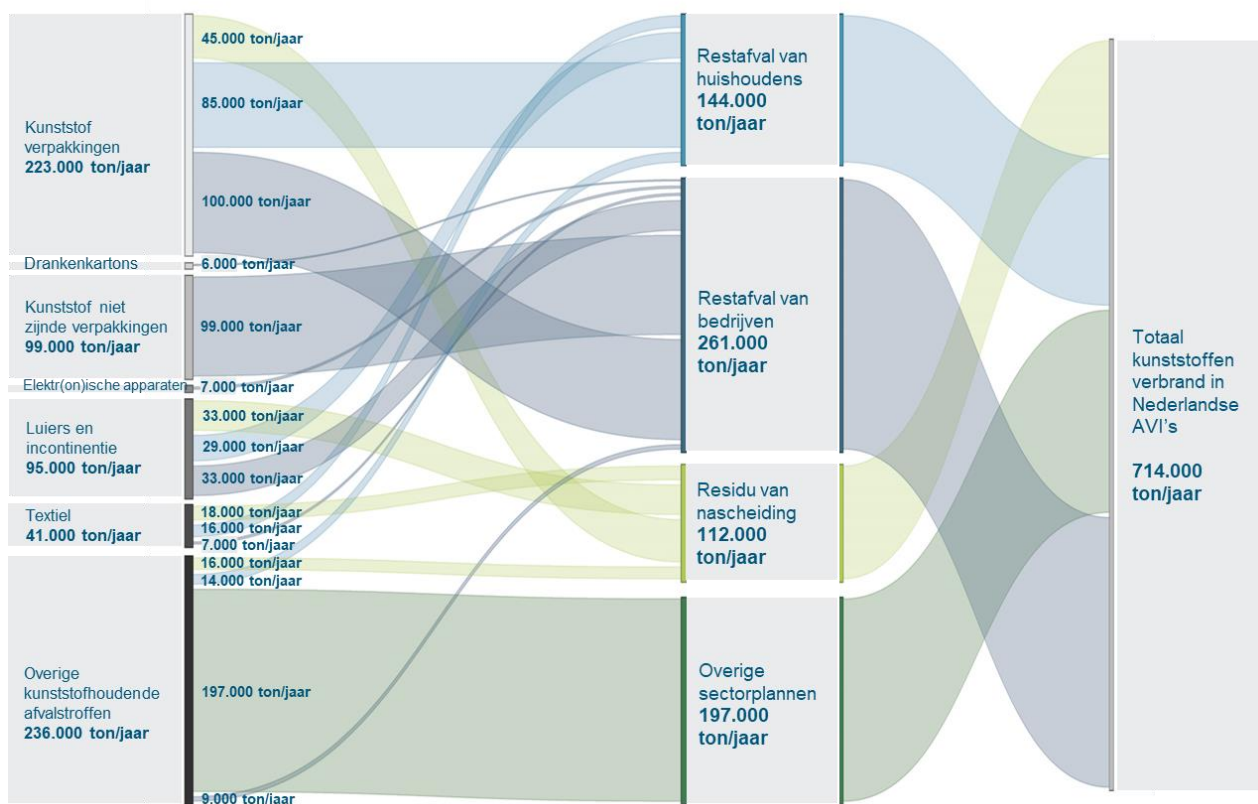 Kunststof
verpakkingen
223.000 ton/jaar
Drankenkartons
Kunststof niet
zijnde verpakkingen
99.000 ton/jaar
Elektr(on)ische apparaten
Luiers en
incontinentie
95.000 ton/jaar
Textiel
41.000 ton/jaar
Overige
kunststofhoudende
afvalstroffen
236.000 ton/jaar
45.000 ton/jaar
85.000 ton/jaar
100.000 ton/jaar
6.000 ton/jaar
99.000 ton/jaar
7.000 ton/jaar
33.000 ton/jaar
29.000 ton/jaar
33.000 ton/jaar
18.000 ton/jaar
16.000 ton/jaar
7.000 ton/jaar
16.000 ton/jaar
14.000 ton/jaar
197.000 ton/jaar
9.000 ton/jaar
Restafval van
huishoudens
144.000
ton/jaar
Restafval van
bedrijven
261.000
ton/jaar
Residu van
nascheiding
112.000
ton/jaar
Overige
sectorplannen
197.000
ton/jaar
Totaal
kunststoffen
verbrand in
Nederlandse
AVI's
714.000
ton/jaar